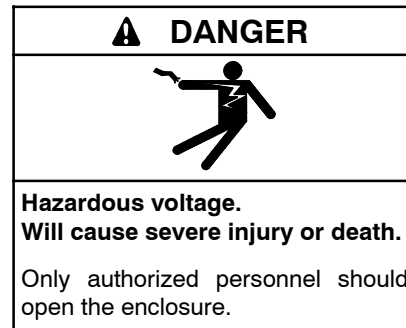 DANGER
Hazardous voltage.
Will cause severe injury or death.
Only authorized personnel should
open the enclosure.